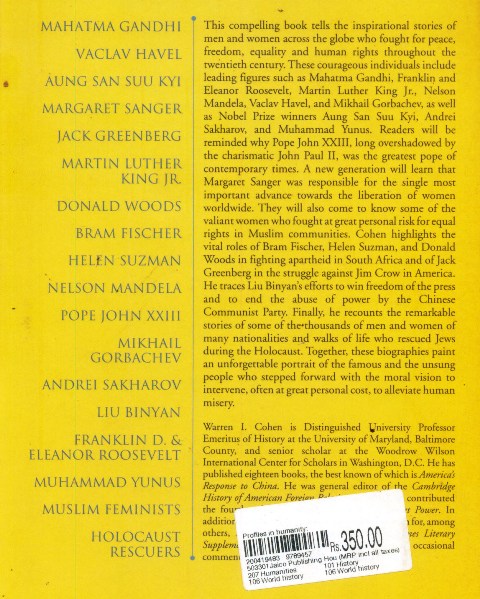 MAHATMA GANDHI
VACLAV HAVEL
AUNG SAN SUU KYI
MARGARET SANGER
JACK GREENBERG
MARTIN LUTHER
KING JR.
DONALD WOODS
BRAM FISCHER
HELEN SUZMAN
NELSON MANDELA
POPE JOHN XXIII
MIKHAIL
GORBACHEV
ANDREI SAKHAROV
LIU BINYAN
FRANKLIN D. &
ELEANOR ROOSEVELT
MUHAMMAD YUNUS
MUSLIM FEMINISTS
HOLOCAUST
RESCUERS
This compelling book tells the inspirational stories of
men and women across the globe who fought for peace,
freedom, equality and human rights throughout the
twentieth century. These courageous individuals include
leading figures such as Mahatma Gandhi, Franklin and
Eleanor Roosevelt, Martin Luther King Jr., Nelson
Mandela, Vaclav Havel, and Mikhail Gorbachev, as well
as Nobel Prize winners Aung San Suu Kyi, Andrei
Sakharov, and Muhammad Yunus. Readers will be
reminded why Pope John XXIII, long overshadowed by
the charismatic John Paul II, was the greatest pope of
contemporary times. A new generation will learn that
Margaret Sanger was responsible for the single most
important advance towards the liberation of women
worldwide. They will also come to know some of the
valiant women who fought at great personal risk for equal
rights in Muslim communities. Cohen highlights the
vital roles of Bram Fischer, Helen Suzman, and Donald
Woods in fighting apartheid in South Africa and of Jack
Greenberg in the struggle against Jim Crow in America.
He traces Liu Binyan's efforts to win freedom of the press
and to end the abuse of power by the Chinese
Communist Party. Finally, he recounts the remarkable
stories of some of the thousands of men and women of
many nationalities and walks of life who rescued Jews
during the Holocaust. Together, these biographies paint
an unforgettable portrait of the famous and the unsung
people who stepped forward with the moral vision to
intervene, often at great personal cost, to alleviate human
misery.
Warren I. Cohen is Distinguished University Professor
Emeritus of History at the University of Maryland, Baltimore
County, and senior scholar at the Woodrow Wilson
International Center for Scholars in Washington, D.C. He has
published eighteen books, the best known of which is America's
Response to China. He was general editor of the Cambridge
History of American Foreign contributed
the Power. In
addition for, among
others, Literary
occasional
Profiles in humanity:
Rs.350.00
200419493 9789457
503301Jaico Publishing Hou (MRP incl all taxes)
207 Humanities 101 History
106 World history 106 World history